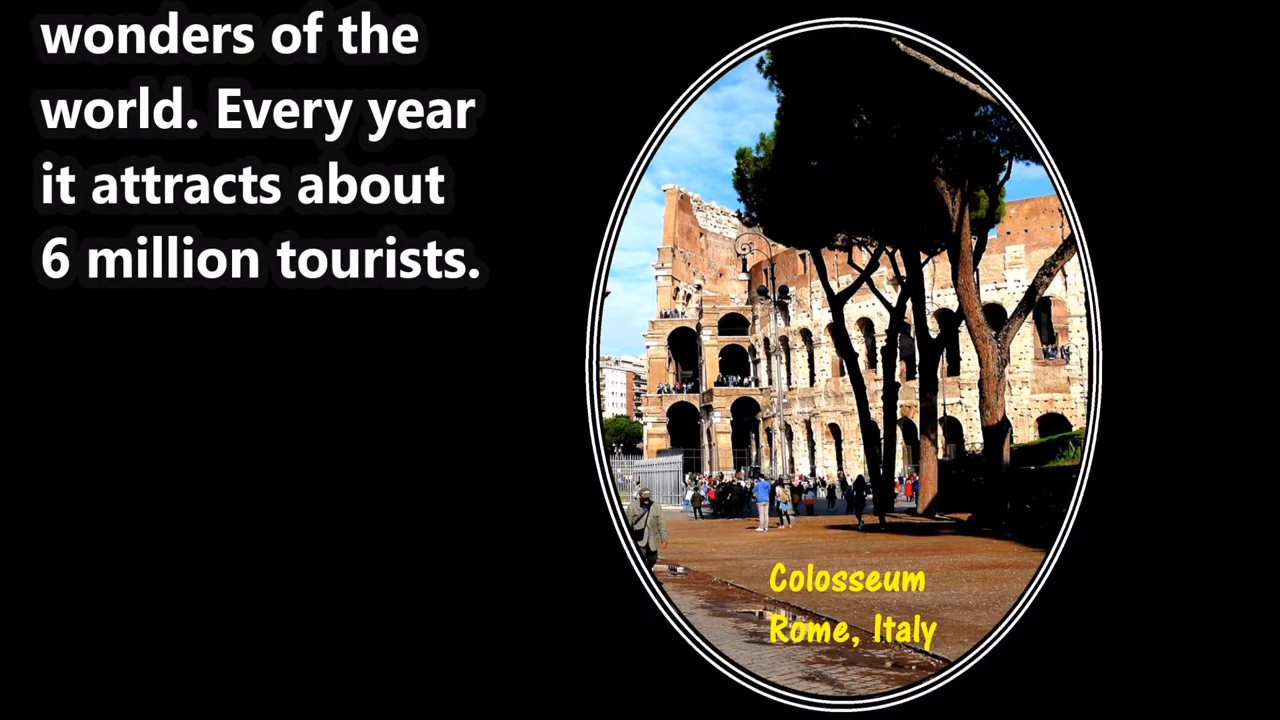 wonders of the
world. Every year
it attracts about
6 million tourists.
Colosseum
Rome, Italy